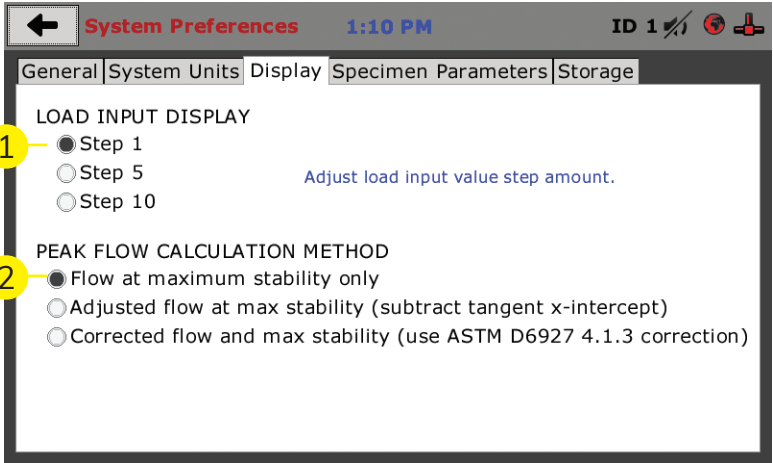 System Preferences 1:10 PM ID 1
General System Units Display Specimen Parameters Storage
LOAD INPUT DISPLAY
1 Step 1
Step 5
Adjust load input value step amount.
Step 10
PEAK FLOW CALCULATION METHOD
2 Flow at maximum stability only
Adjusted flow at max stability (subtract tangent x-intercept)
Corrected flow and max stability (use ASTM D6927 4.1.3 correction)